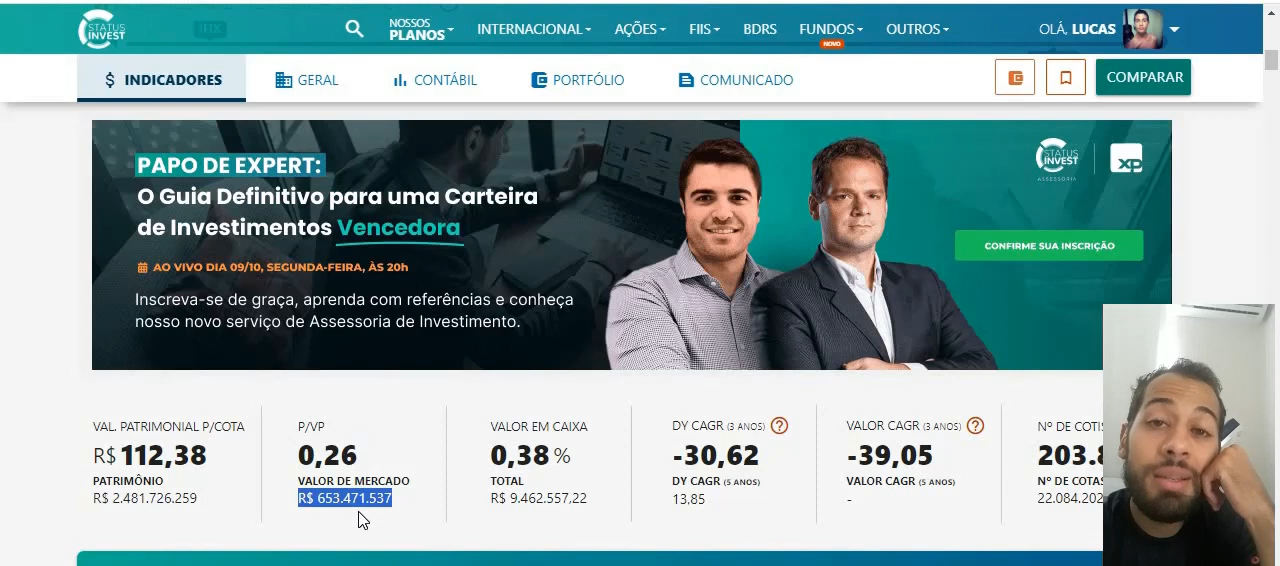 STATUS INVEST
NOSSOS PLANOS
INTERNACIONAL
AÇÕES
FIIS
BDRS
FUNDOS
NOVO
OUTROS
OLÁ, LUCAS
INDICADORES
GERAL
CONTÁBIL
PORTFÓLIO
COMUNICADO
COMPARAR
PAPO DE EXPERT:
O Guia Definitivo para uma Carteira
de Investimentos Vencedora
AO VIVO DIA 09/10, SEGUNDA-FEIRA, ÀS 20h
Inscreva-se de graça, aprenda com referências e conheça
nosso novo serviço de Assessoria de Investimento.
STATUS INVEST
ASSESSORIA
XP
CONFIRME SUA INSCRIÇÃO
VAL. PATRIMONIAL P/COTA
R$ 112,38
PATRIMÔNIO
R$ 2.481.726.259
P/VP
0,26
VALOR DE MERCADO
R$ 653.471.537
VALOR EM CAIXA
0,38 %
TOTAL
R$ 9.462.557,22
DY CAGR (3 ANOS) ?
-30,62
DY CAGR (5 ANOS)
13,85
VALOR CAGR (3 ANOS) ?
-39,05
VALOR CAGR (5 ANOS)
-
Nº DE COTIS
203.8
Nº DE COTAS
22.084.202